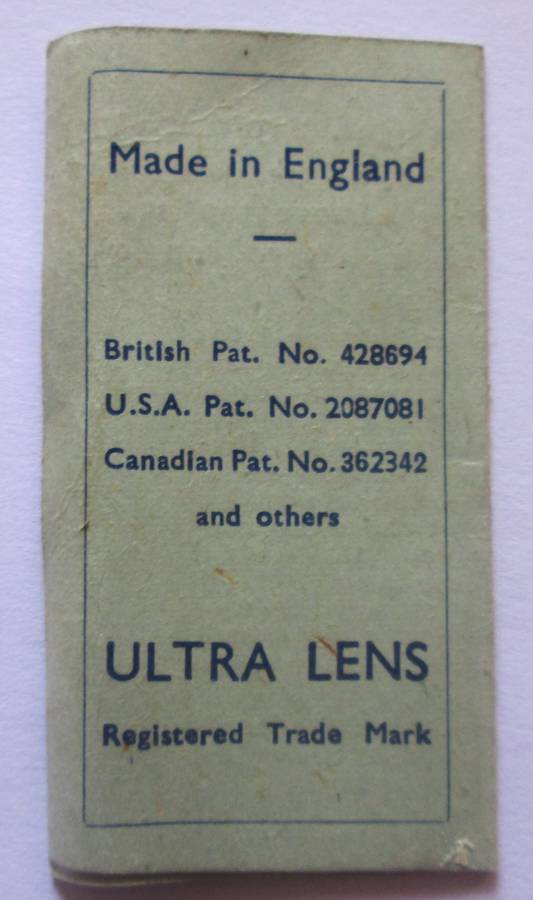 Made in England
—
British Pat. No. 428694
U.S.A. Pat. No. 2087081
Canadian Pat. No. 362342
and others
ULTRA LENS
Registered Trade Mark